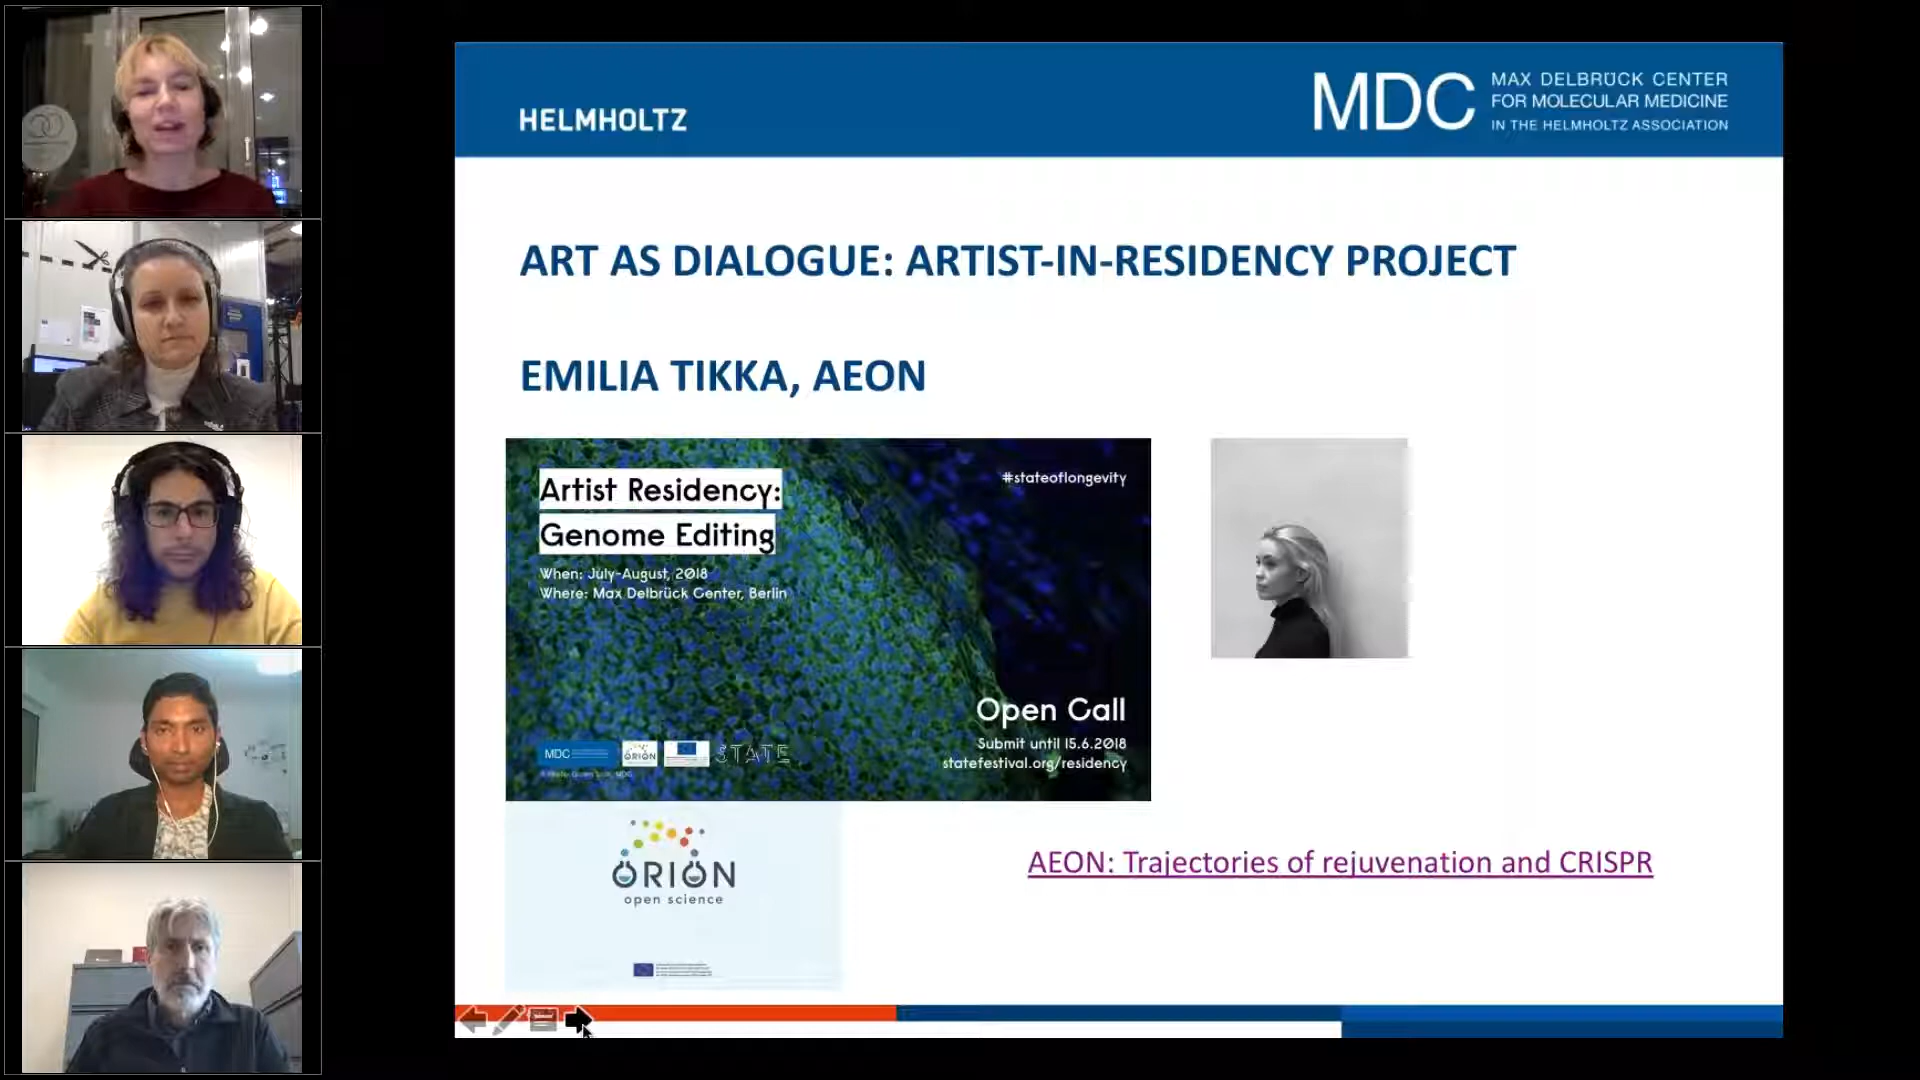 HELMHOLTZ
MDC
MAX DELBRÜCK CENTER
FOR MOLECULAR MEDICINE
IN THE HELMHOLTZ ASSOCIATION
ART AS DIALOGUE: ARTIST-IN-RESIDENCY PROJECT
EMILIA TIKKA, AEON
#stateoflongevity
Artist Residency:
Genome Editing
When: July-August, 2018
Where: Max Delbrück Center, Berlin
Open Call
Submit until 15.6.2018
statefestival.org/residency
MDC
ORION
STATE
ORION
open science
AEON: Trajectories of rejuvenation and CRISPR